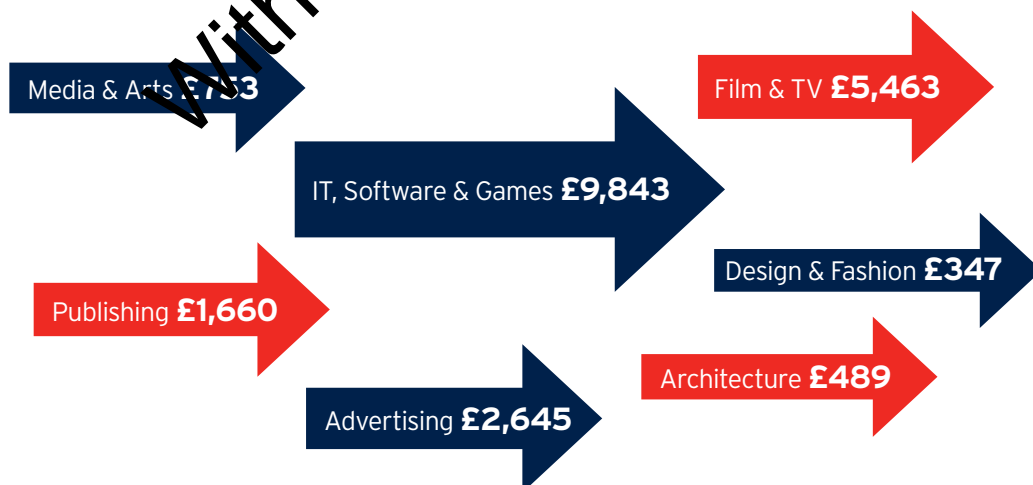 Media & Arts £753
Film & TV £5,463
IT, Software & Games £9,843
Design & Fashion £347
Publishing £1,660
Architecture £489
Advertising £2,645